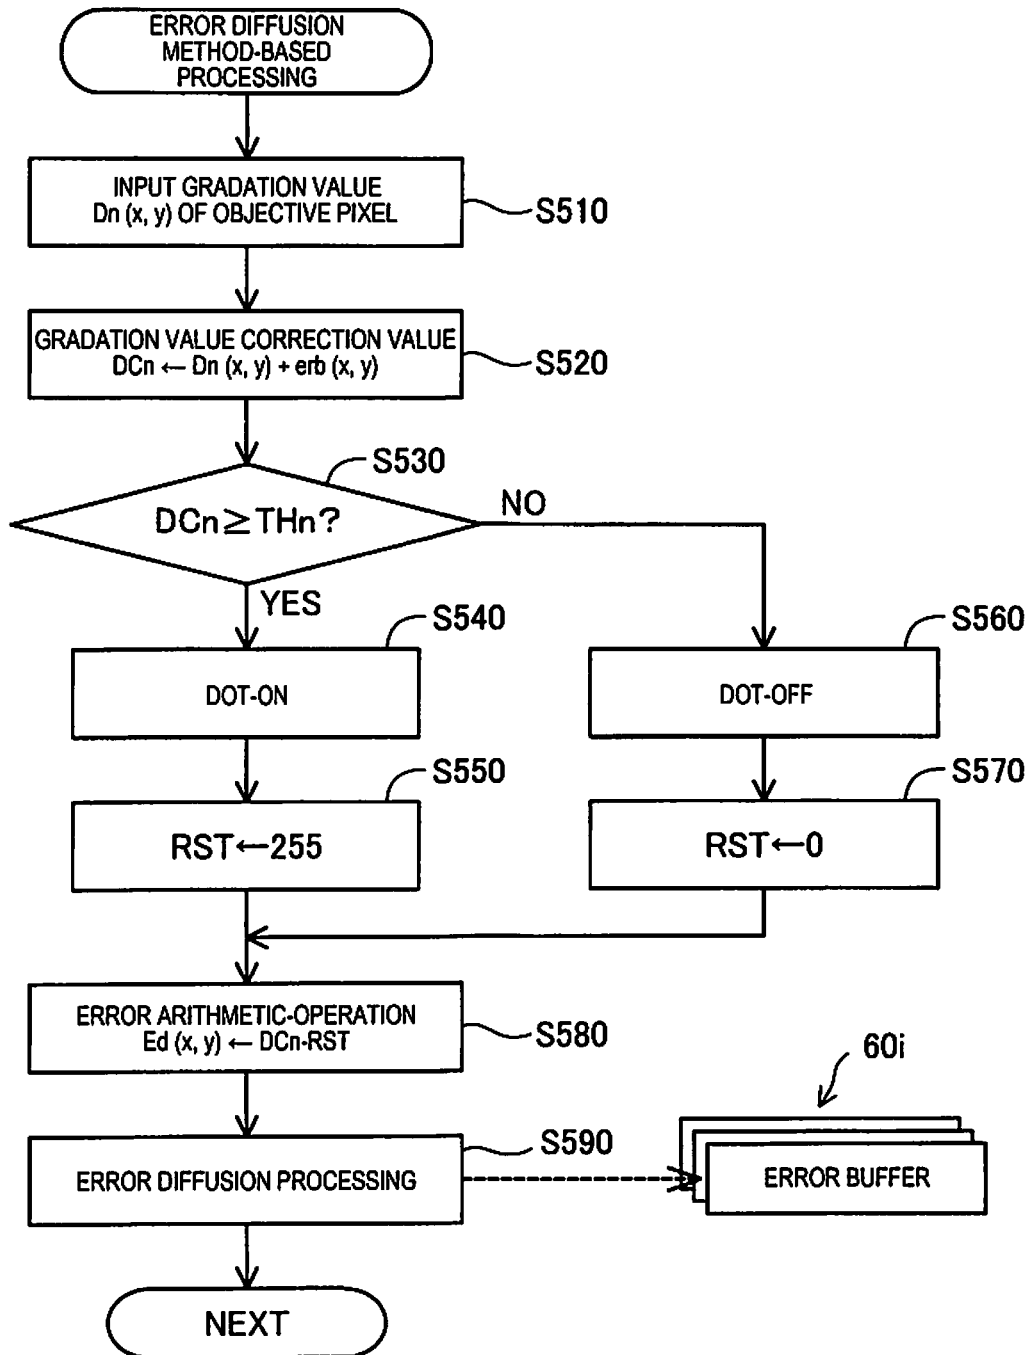 ERROR DIFFUSION
METHOD-BASED
PROCESSING
INPUT GRADATION VALUE
Dn (x, y) OF OBJECTIVE PIXEL
S510
GRADATION VALUE CORRECTION VALUE
DCn ← Dn (x, y) + erb (x, y)
S520
S530
DCn≧THn?
NO
YES
S540
DOT-ON
S560
DOT-OFF
S550
RST←255
S570
RST←0
ERROR ARITHMETIC-OPERATION
Ed (x, y) ← DCn-RST
S580
60i
S590
ERROR DIFFUSION PROCESSING
ERROR BUFFER
NEXT